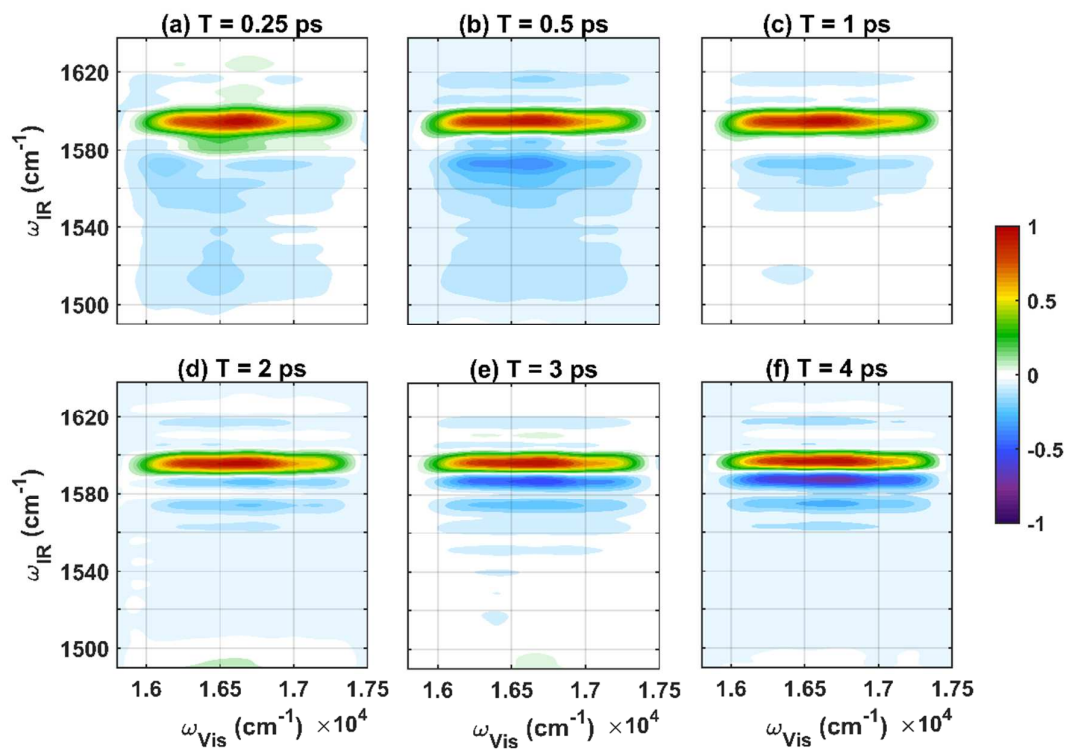 (a) T = 0.25 ps (b) T = 0.5 ps (c) T = 1 ps
1620
1580
1540
1500
ω_IR (cm⁻¹)
1
0.5
0
-0.5
-1
(d) T = 2 ps (e) T = 3 ps (f) T = 4 ps
1620
1580
1540
1500
ω_IR (cm⁻¹)
1.6 1.65 1.7 1.75 1.6 1.65 1.7 1.75 1.6 1.65 1.7 1.75
ω_Vis (cm⁻¹) ×10⁴ ω_Vis (cm⁻¹) ×10⁴ ω_Vis (cm⁻¹) ×10⁴